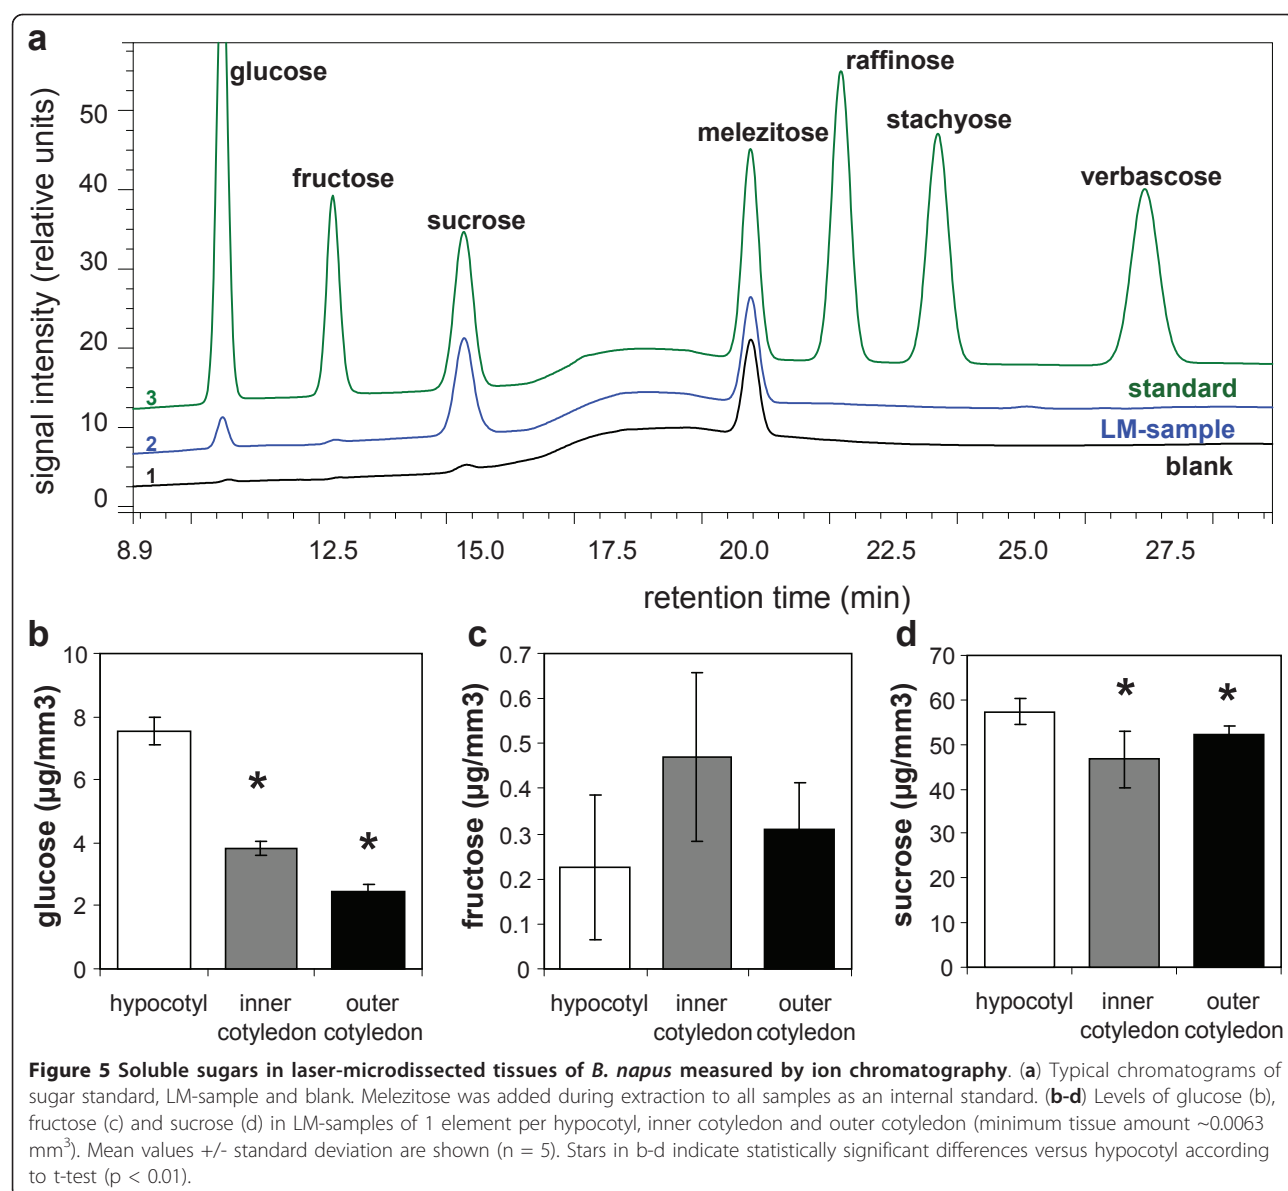 a
signal intensity (relative units)
50
40
30
20
10
0
glucose
fructose
sucrose
melezitose
raffinose
stachyose
verbascose
3
2
1
standard
LM-sample
blank
8.9 12.5 15.0 17.5 20.0 22.5 25.0 27.5
retention time (min)
b
glucose (µg/mm3)
10
8
6
4
2
0
*
*
hypocotyl inner outer
cotyledon cotyledon
c
fructose (µg/mm3)
0.7
0.6
0.5
0.4
0.3
0.2
0.1
0
hypocotyl inner outer
cotyledon cotyledon
d
sucrose (µg/mm3)
70
60
50
40
30
20
10
0
*
*
hypocotyl inner outer
cotyledon cotyledon
Figure 5 Soluble sugars in laser-microdissected tissues of B. napus measured by ion chromatography. (a) Typical chromatograms of
sugar standard, LM-sample and blank. Melezitose was added during extraction to all samples as an internal standard. (b-d) Levels of glucose (b),
fructose (c) and sucrose (d) in LM-samples of 1 element per hypocotyl, inner cotyledon and outer cotyledon (minimum tissue amount ~0.0063
mm³). Mean values +/- standard deviation are shown (n = 5). Stars in b-d indicate statistically significant differences versus hypocotyl according
to t-test (p < 0.01).